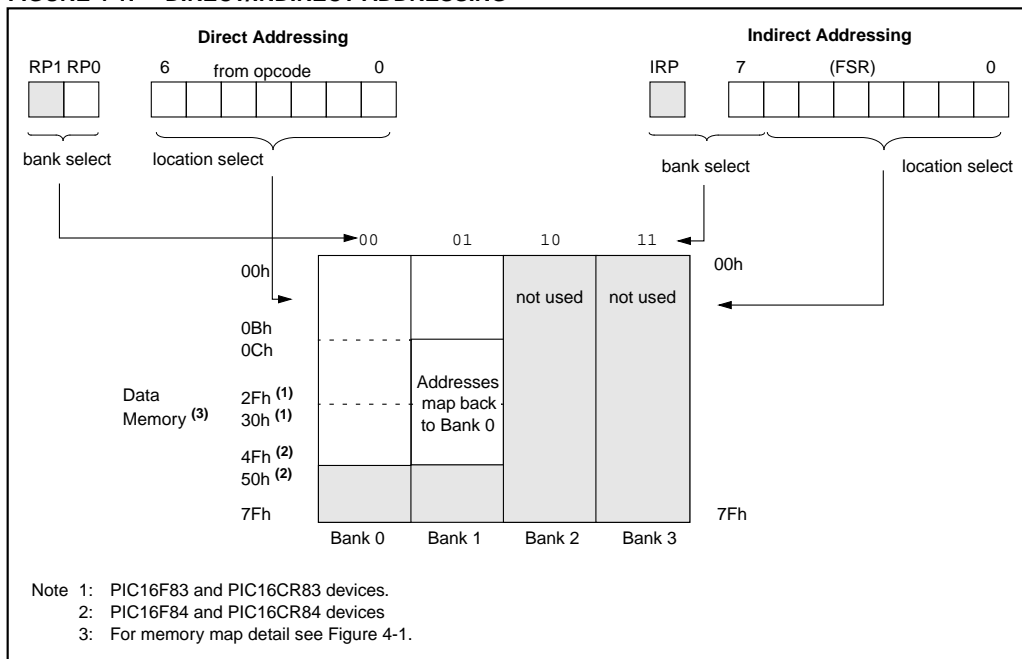 Direct Addressing
Indirect Addressing
RP1 RP0 6 from opcode 0
IRP 7 (FSR) 0
bank select location select
bank select location select
00 01 10 11
00h
00h
not used not used
0Bh
0Ch
Addresses
map back
to Bank 0
Data
Memory (3)
2Fh (1)
30h (1)
4Fh (2)
50h (2)
7Fh
7Fh
Bank 0 Bank 1 Bank 2 Bank 3
Note 1: PIC16F83 and PIC16CR83 devices.
2: PIC16F84 and PIC16CR84 devices
3: For memory map detail see Figure 4-1.